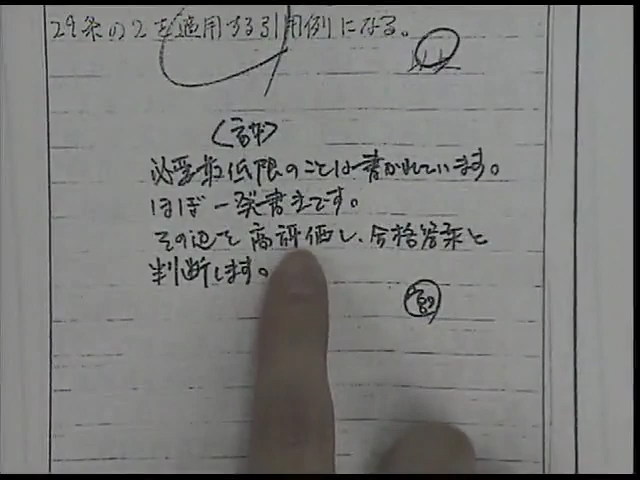 29条の2を適用する引用例になる。
<評>
必要最低限のことは書かれています。
ほぼ一発書きです。
その辺を高評価し、合格答案と
判断します。